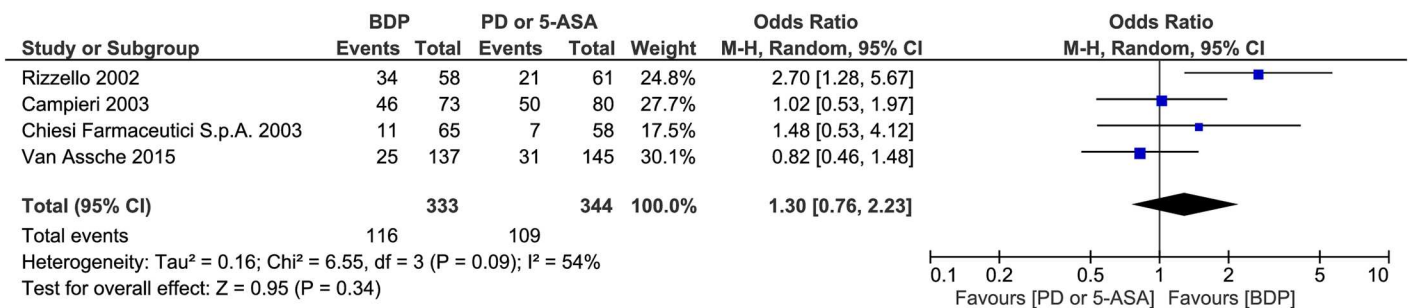 BDP PD or 5-ASA Odds Ratio Odds Ratio
Study or Subgroup Events Total Events Total Weight M-H, Random, 95% CI M-H, Random, 95% CI
Rizzello 2002 34 58 21 61 24.8% 2.70 [1.28, 5.67]
Campieri 2003 46 73 50 80 27.7% 1.02 [0.53, 1.97]
Chiesi Farmaceutici S.p.A. 2003 11 65 7 58 17.5% 1.48 [0.53, 4.12]
Van Assche 2015 25 137 31 145 30.1% 0.82 [0.46, 1.48]
Total (95% CI) 333 344 100.0% 1.30 [0.76, 2.23]
Total events 116 109
Heterogeneity: Tau² = 0.16; Chi² = 6.55, df = 3 (P = 0.09); I² = 54%
Test for overall effect: Z = 0.95 (P = 0.34)
0.1 0.2 0.5 1 2 5 10
Favours [PD or 5-ASA] Favours [BDP]